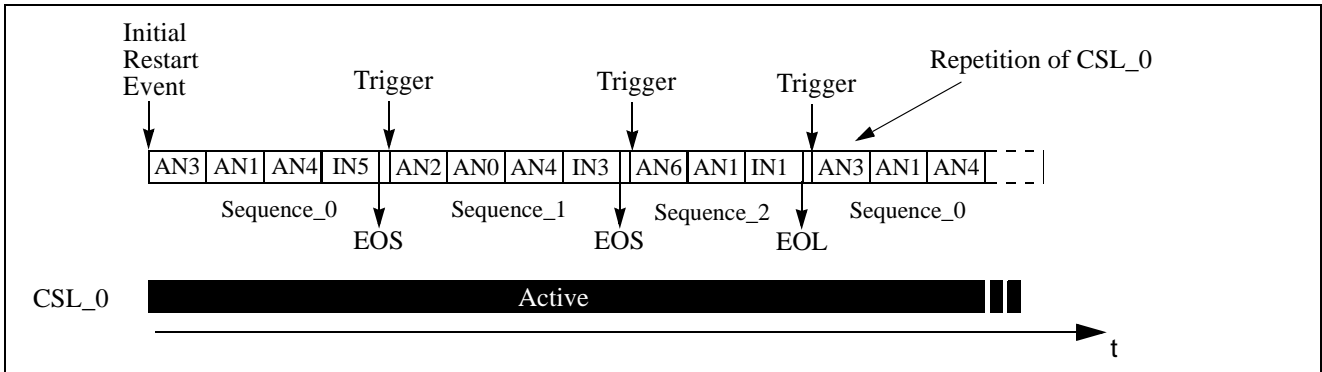 Initial
Restart
Event
Trigger
Trigger
Trigger
Repetition of CSL_0
AN3 AN1 AN4 IN5 AN2 AN0 AN4 IN3 AN6 AN1 IN1 AN3 AN1 AN4
Sequence_0 Sequence_1 Sequence_2 Sequence_0
EOS EOS EOL
CSL_0 Active
t